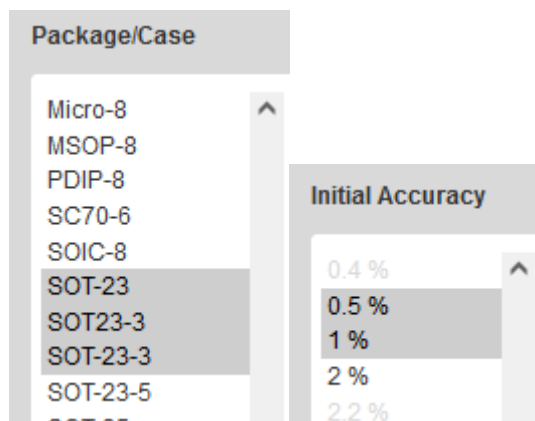 Package/Case
Micro-8
MSOP-8
PDIP-8
SC70-6
SOIC-8
SOT-23
SOT23-3
SOT-23-3
SOT-23-5
Initial Accuracy
0.4 %
0.5 %
1 %
2 %
2.2 %